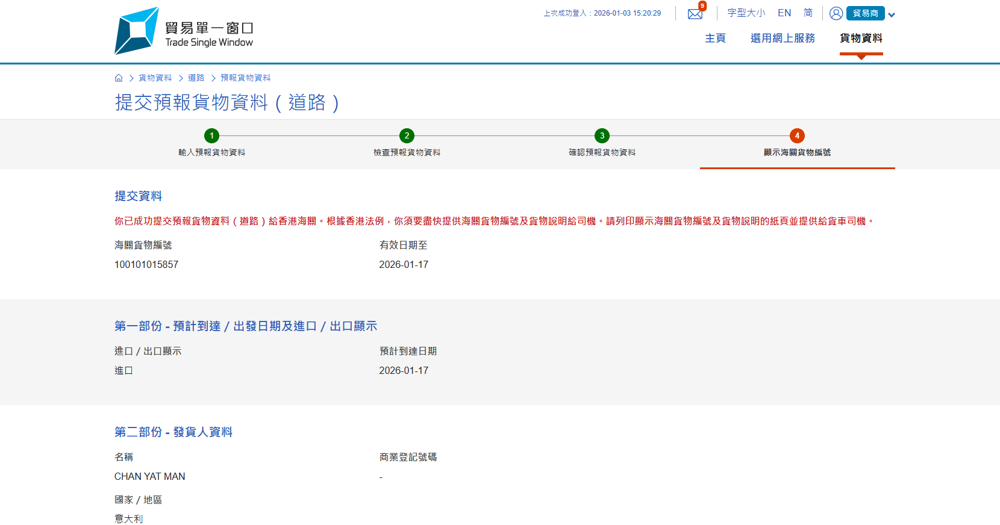 上次成功登入：2026-01-03 15:20:29
9
字型大小
EN
简
貿易商
貿易單一窗口
Trade Single Window
主頁
選用網上服務
貨物資料
貨物資料
道路
預報貨物資料
提交預報貨物資料 ( 道路 )
1
2
3
4
輸入預報貨物資料
檢查預報貨物資料
確認預報貨物資料
顯示海關貨物編號
提交資料
你已成功提交預報貨物資料 ( 道路 ) 給香港海關。根據香港法例，你須要盡快提供海關貨物編號及貨物說明給司機。請列印顯示海關貨物編號及貨物說明的紙頁並提供給貨車司機。
海關貨物編號
有效日期至
100101015857
2026-01-17
第一部份 - 預計到達 / 出發日期及進口 / 出口顯示
進口 / 出口顯示
預計到達日期
進口
2026-01-17
第二部份 - 發貨人資料
名稱
商業登記號碼
CHAN YAT MAN
-
國家 / 地區
意大利